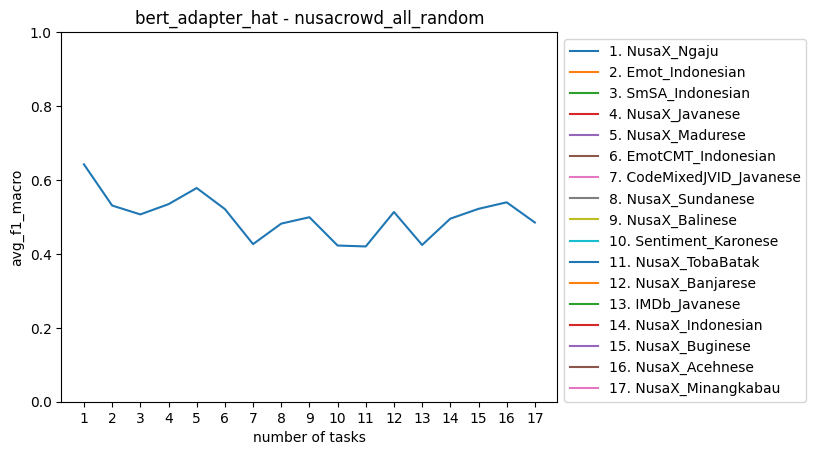 bert_adapter_hat - nusacrowd_all_random
avg_f1_macro
1.0
0.8
0.6
0.4
0.2
0.0
1 2 3 4 5 6 7 8 9 10 11 12 13 14 15 16 17
number of tasks
1. NusaX_Ngaju
2. Emot_Indonesian
3. SmSA_Indonesian
4. NusaX_Javanese
5. NusaX_Madurese
6. EmotCMT_Indonesian
7. CodeMixedJVID_Javanese
8. NusaX_Sundanese
9. NusaX_Balinese
10. Sentiment_Karonese
11. NusaX_TobaBatak
12. NusaX_Banjarese
13. IMDb_Javanese
14. NusaX_Indonesian
15. NusaX_Buginese
16. NusaX_Acehnese
17. NusaX_Minangkabau